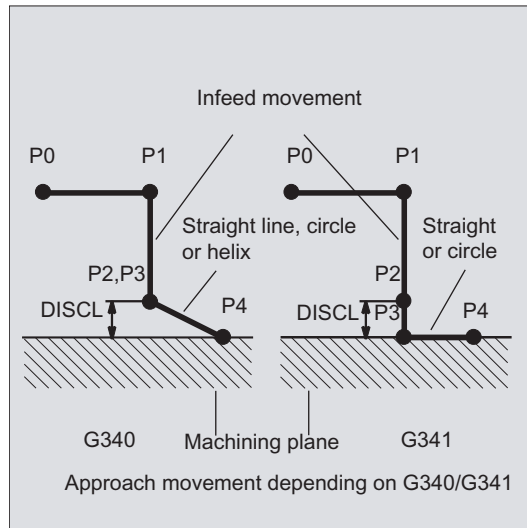 Infeed movement
P0 P1 P0 P1
Straight line, circle
or helix
Straight
or circle
P2,P3 P2
DISCL P4 DISCL P3 P4
G340 Machining plane G341
Approach movement depending on G340/G341